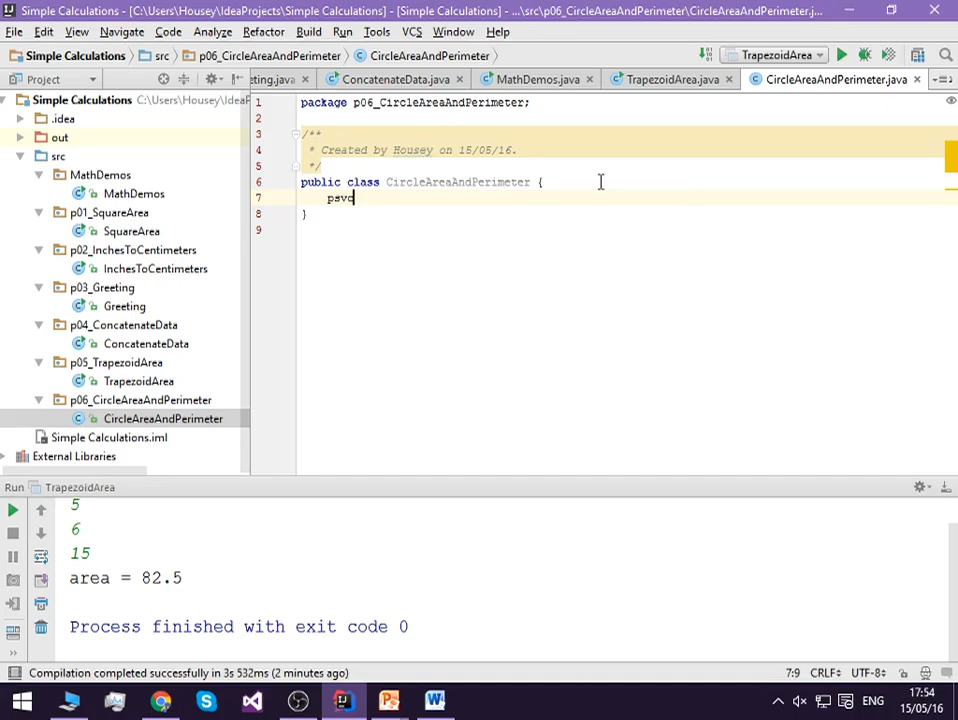 Simple Calculations - [C:\Users\Housey\IdeaProjects\Simple Calculations] - [Simple Calculations] - ...\src\p06_CircleAreaAndPerimeter\CircleAreaAndPerimeter.j...
File Edit View Navigate Code Analyze Refactor Build Run Tools VCS Window Help
Simple Calculations src p06_CircleAreaAndPerimeter CircleAreaAndPerimeter TrapezoidArea
Project eting.java ConcatenateData.java MathDemos.java TrapezoidArea.java CircleAreaAndPerimeter.java
Simple Calculations C:\Users\Housey\IdeaP
.idea
out
src
MathDemos
MathDemos
p01_SquareArea
SquareArea
p02_InchesToCentimeters
InchesToCentimeters
p03_Greeting
Greeting
p04_ConcatenateData
ConcatenateData
p05_TrapezoidArea
TrapezoidArea
p06_CircleAreaAndPerimeter
CircleAreaAndPerimeter
Simple Calculations.iml
External Libraries
1 package p06_CircleAreaAndPerimeter;
2
3 /**
4 * Created by Housey on 15/05/16.
5 */
6 public class CircleAreaAndPerimeter {
7 psvc
8 }
9
Run TrapezoidArea
5
6
15
area = 82.5
Process finished with exit code 0
Compilation completed successfully in 3s 532ms (2 minutes ago) 7:9 CRLF UTF-8
ENG 17:54
15/05/16